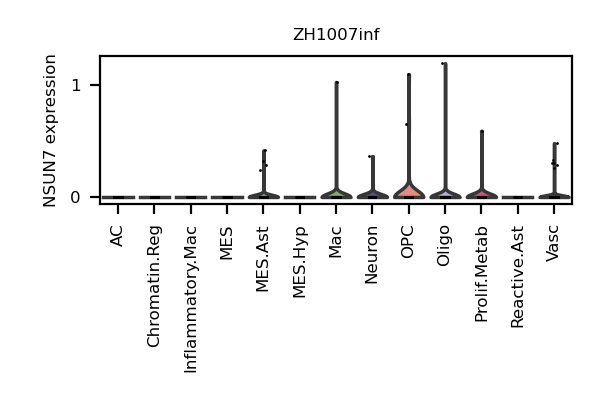 ZH1007inf
NSUN7 expression
1
0
AC
Chromatin.Reg
Inflammatory.Mac
MES
MES.Ast
MES.Hyp
Mac
Neuron
OPC
Oligo
Prolif.Metab
Reactive.Ast
Vasc